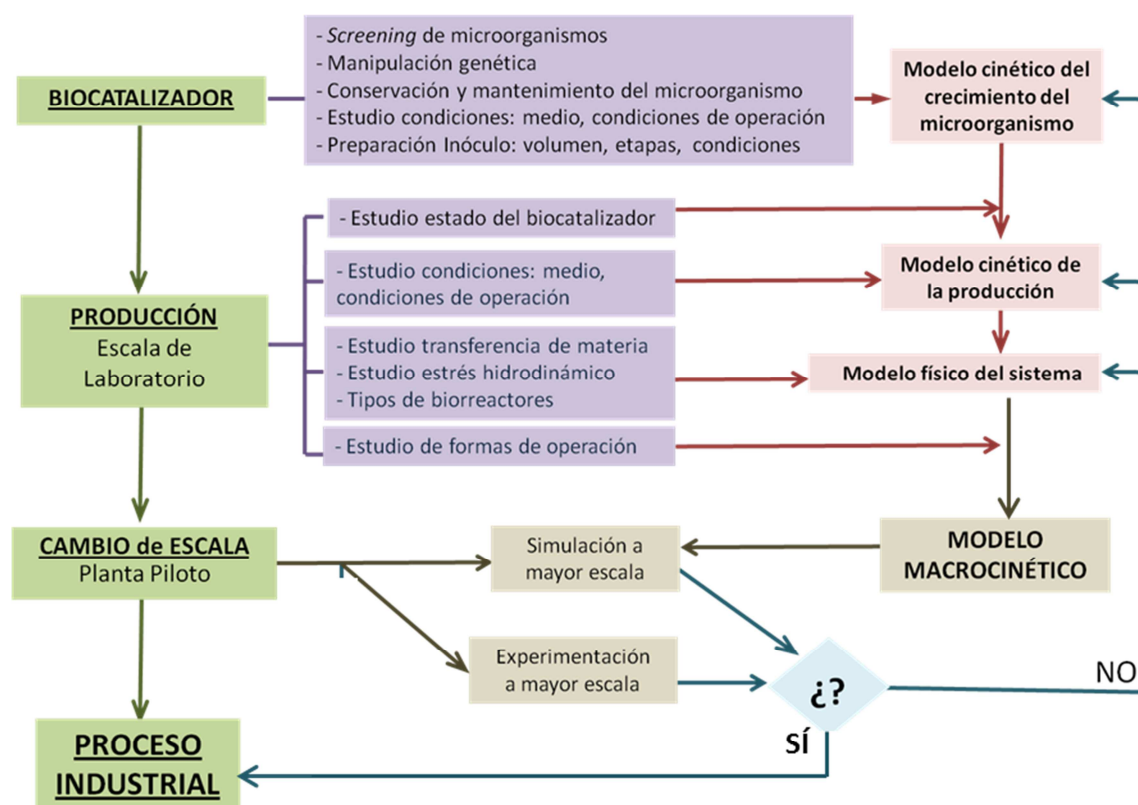 BIOCATALIZADOR
- Screening de microorganismos
- Manipulación genética
- Conservación y mantenimiento del microorganismo
- Estudio condiciones: medio, condiciones de operación
- Preparación Inóculo: volumen, etapas, condiciones
Modelo cinético del
crecimiento del
microorganismo
- Estudio estado del biocatalizador
- Estudio condiciones: medio,
condiciones de operación
Modelo cinético de
la producción
PRODUCCIÓN
Escala de
Laboratorio
- Estudio transferencia de materia
- Estudio estrés hidrodinámico
- Tipos de biorreactores
Modelo físico del sistema
- Estudio de formas de operación
CAMBIO de ESCALA
Planta Piloto
Simulación a
mayor escala
MODELO
MACROCINÉTICO
Experimentación
a mayor escala
¿?
NO
SÍ
PROCESO
INDUSTRIAL